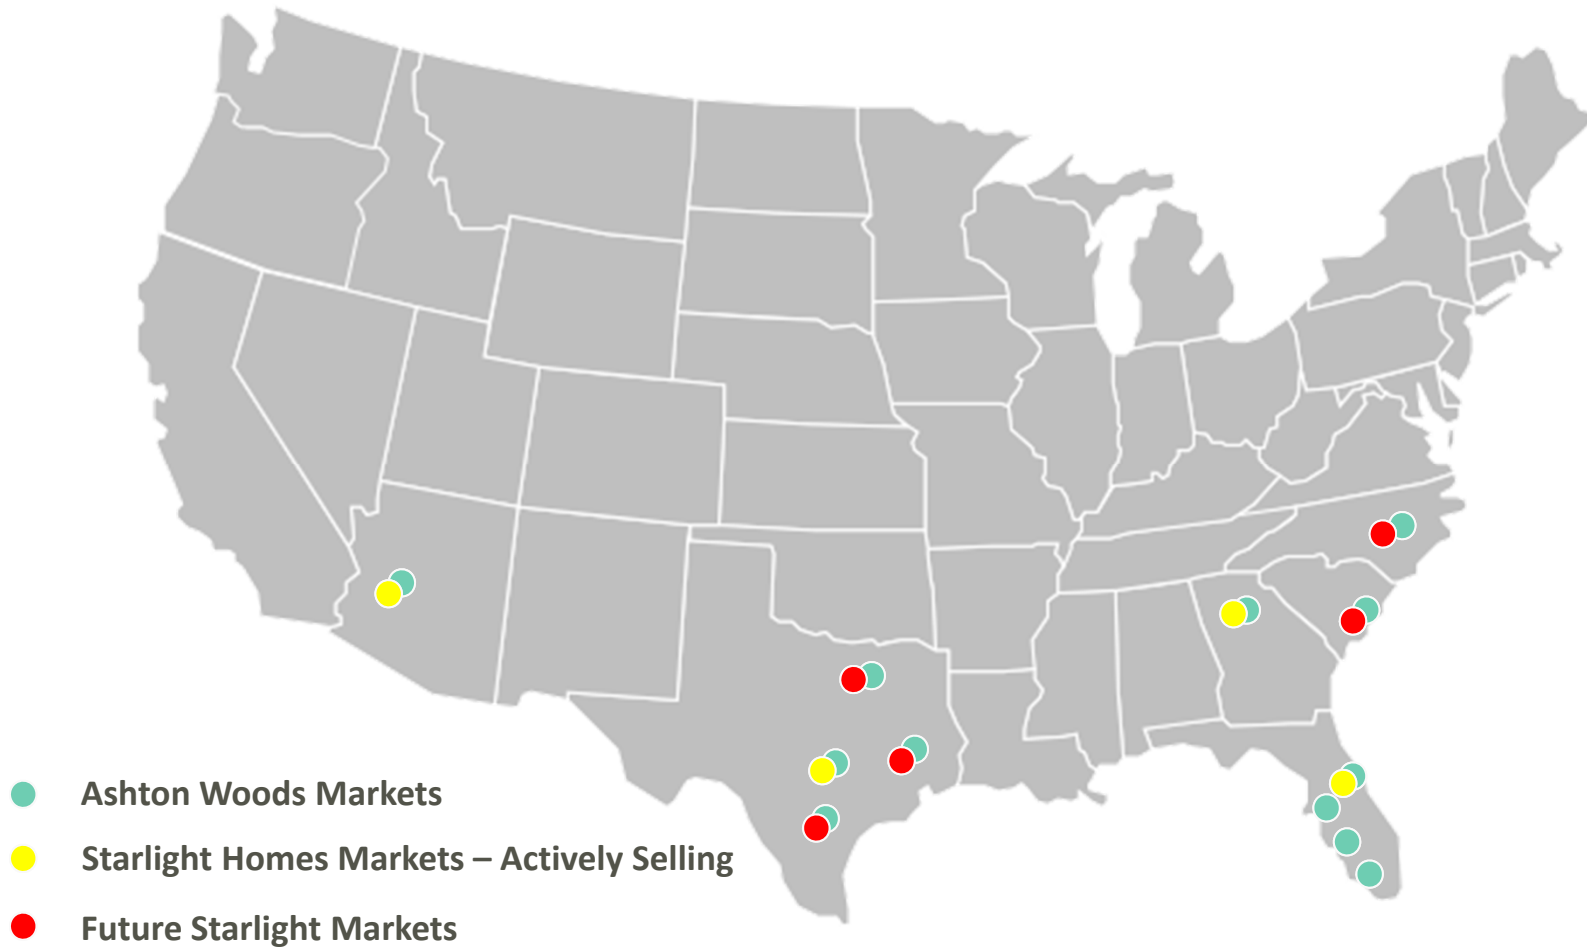 Ashton Woods Markets
Starlight Homes Markets – Actively Selling
Future Starlight Markets